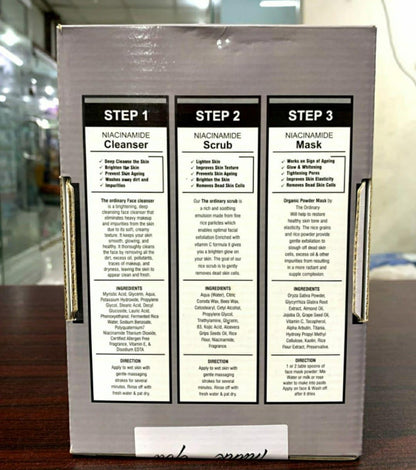 STEP 1
NIACINAMIDE
Cleanser
✓ Deep Cleanse the Skin
✓ Brighten the Skin
✓ Prevent Skin Ageing
✓ Washes away dirt and
✓ Impurities
The ordinary Face cleanser
is a brightening, deep
cleansing face cleanser that
eliminates heavy makeup
and impurities from the skin
due to its soft, creamy
texture. It keeps your skin
smooth, glowing, and
healthy. It thoroughly cleans
the face by removing all the
dirt, excess oil, pollutants,
traces of makeup, and
dryness, leaving the skin to
appear clean and fresh.
INGREDIENTS
Myristic Acid, Glycerin, Aqua,
Potassium Hydroxide, Propylene
Glycol, Stearic Acid, Decyl
Glucoside, Lauric Acid,
Phenoxyethanol, Fermented Rice
Water, Sodium Benzoate,
Polyquaternium7
Niacinamide Titanium Dioxide,
Certified Allergen Free
Fragrance, Vitamin-E, &
Disodium EDTA.
DIRECTION
Apply to wet skin with
gentle massaging
strokes for several
minutes. Rinse off with
fresh water & pat dry.
STEP 2
NIACINAMIDE
Scrub
✓ Lighten Skin
✓ Improves Skin Texture
✓ Prevents Skin Ageing
✓ Brighten the Skin
✓ Removes Dead Skin Cells
Our The ordinary scrub is
a rich and soothing
emulsion made from fine
rice particles which
enables optimal facial
exfoliation Enriched with
vitamin C formula it gives
you a brighten glow on
your skin. The goal of our
rice scrub is to gently
removes dead skin cells.
INGREDIENTS
Aqua (Water), Citric
Cornata Wax, Bees Wax,
Cetostearyl, Cetyl Alcohol,
Propylene Glycol,
Triethylamine, Glycerin,
B3, Kojic Acid, Aloevera
Grips Seeds Oil, Rice
Flour, Niacinamide,
Fragrance
DIRECTION
Apply to wet skin with
gentle massaging
strokes for several
minutes. Rinse off with
fresh water & pat dry.
STEP 3
NIACINAMIDE
Mask
✓ Works on Sign of Ageing
✓ Glow & Whitening
✓ Tightening Pores
✓ Improves Skin Elasticity
✓ Removes Dead Skin Cells
Organic Powder Mask by
The Ordinary
Will help to restore
healthy skin tone and
elasticity. The rice grains
and rice powder provide
gentle exfoliation to
slough off dead skin
cells, excess oil & other
impurities from resulting
in a more radiant and
supple complexion.
INGREDIENTS:
Oryza Sativa Powder,
Glycyrrhiza Glabra Root
Extract, Almond Oil,
Jojoba Oil, Grape Seed Oil,
Vitamin C, Tocopherol,
Alpha Arbutin, Titania,
Hydroxy Propyl Methyl
Cellulose, Kaolin, Rice
Flour Extract, Preservative.
DIRECTION
1 or 2 table spoons of
face mask powder. Mix
Water or milk or rose
water to make into paste
Apply on face & Wash off
after it dries